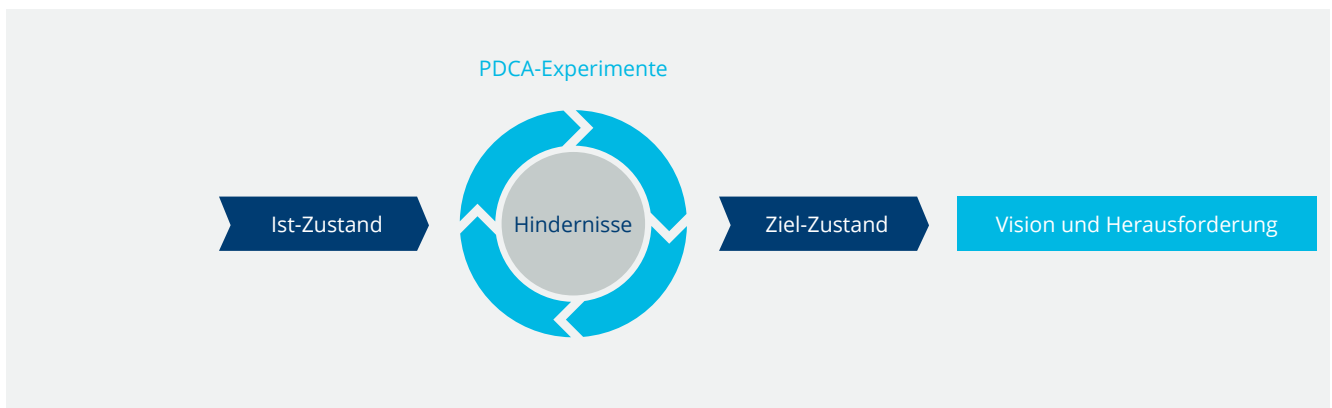 PDCA-Experimente
Ist-Zustand
Hindernisse
Ziel-Zustand
Vision und Herausforderung